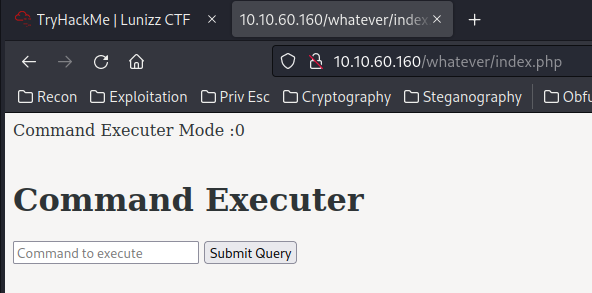 TryHackMe | Lunizz CTF
10.10.60.160/whatever/index
10.10.60.160/whatever/index.php
Recon Exploitation Priv Esc Cryptography Steganography Obfu
Command Executer Mode :0
Command Executer
Command to execute Submit Query